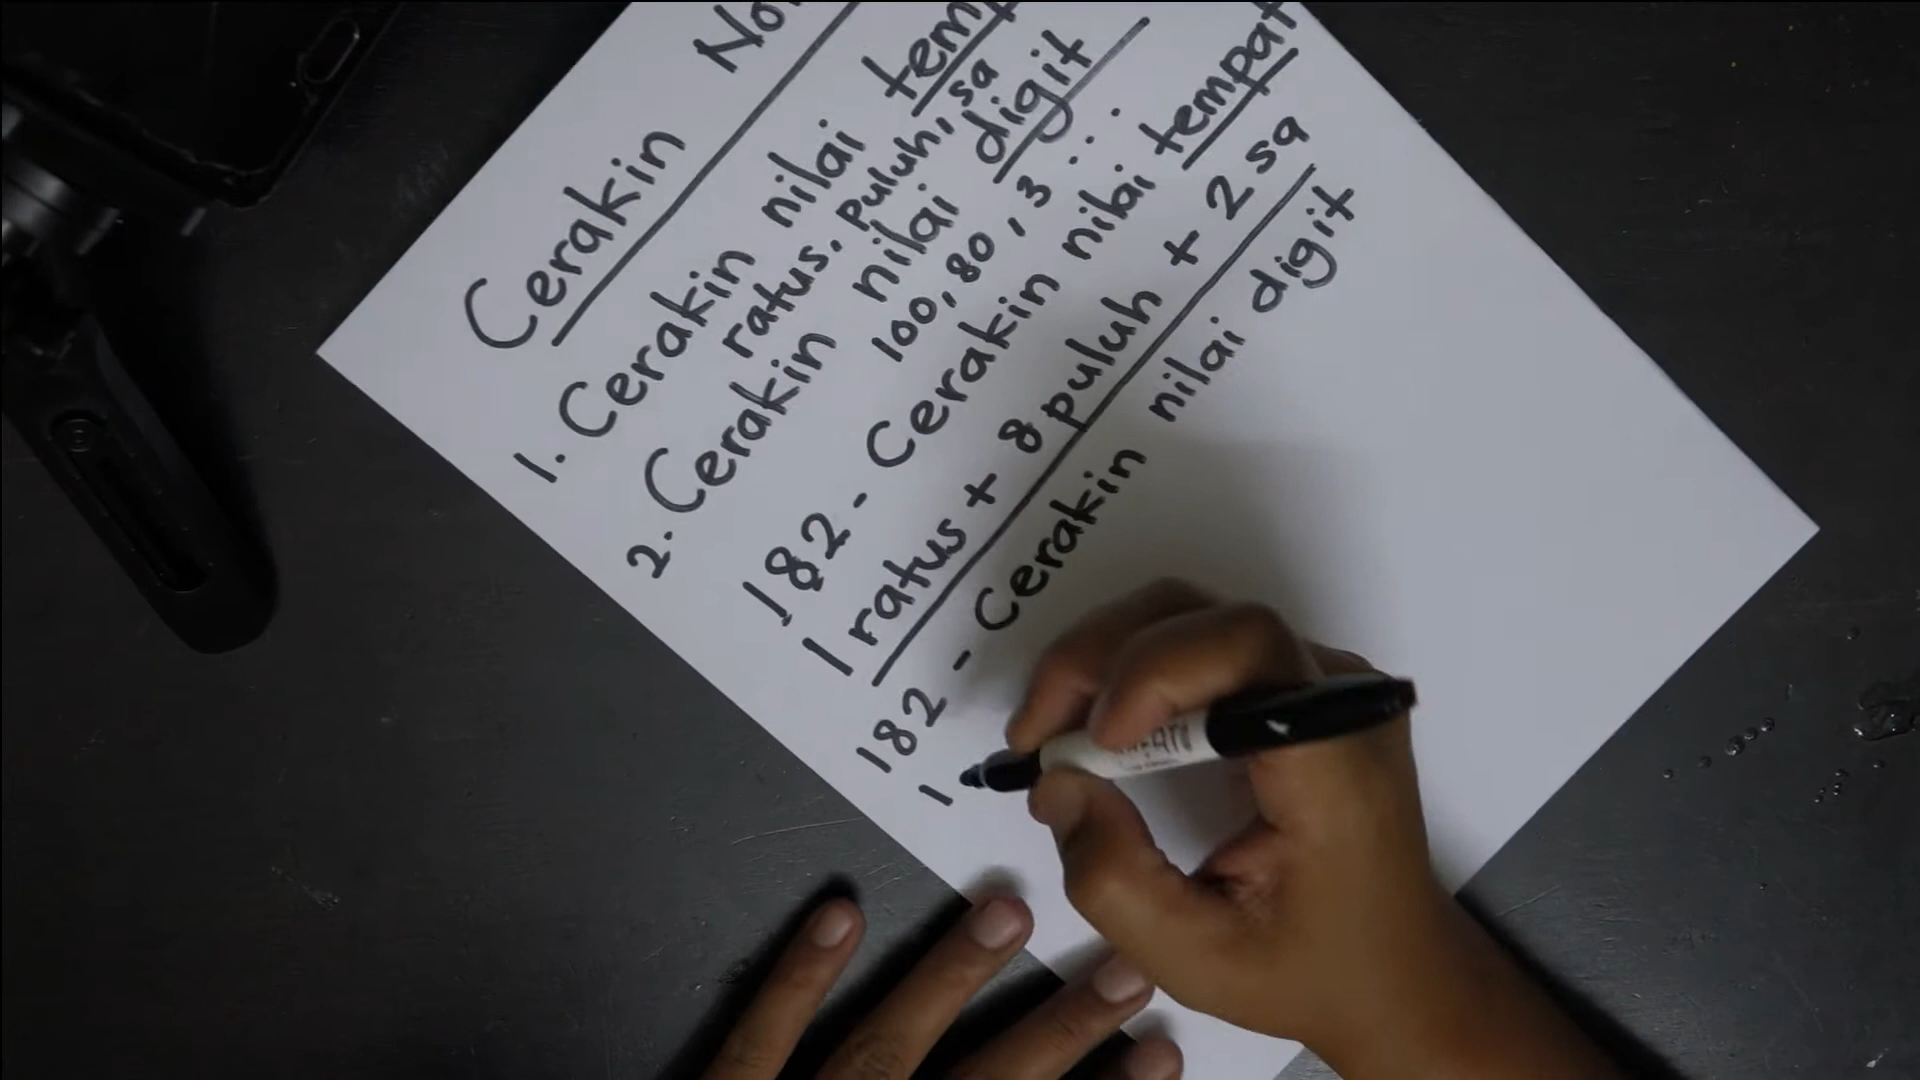 Cerakin No
1. Cerakin nilai temp
ratus, puluh, sa
2. Cerakin nilai digit
100, 80, 3 ...
182 - Cerakin nilai tempat
1 ratus + 8 puluh + 2 sa
182 - Cerakin nilai digit
1